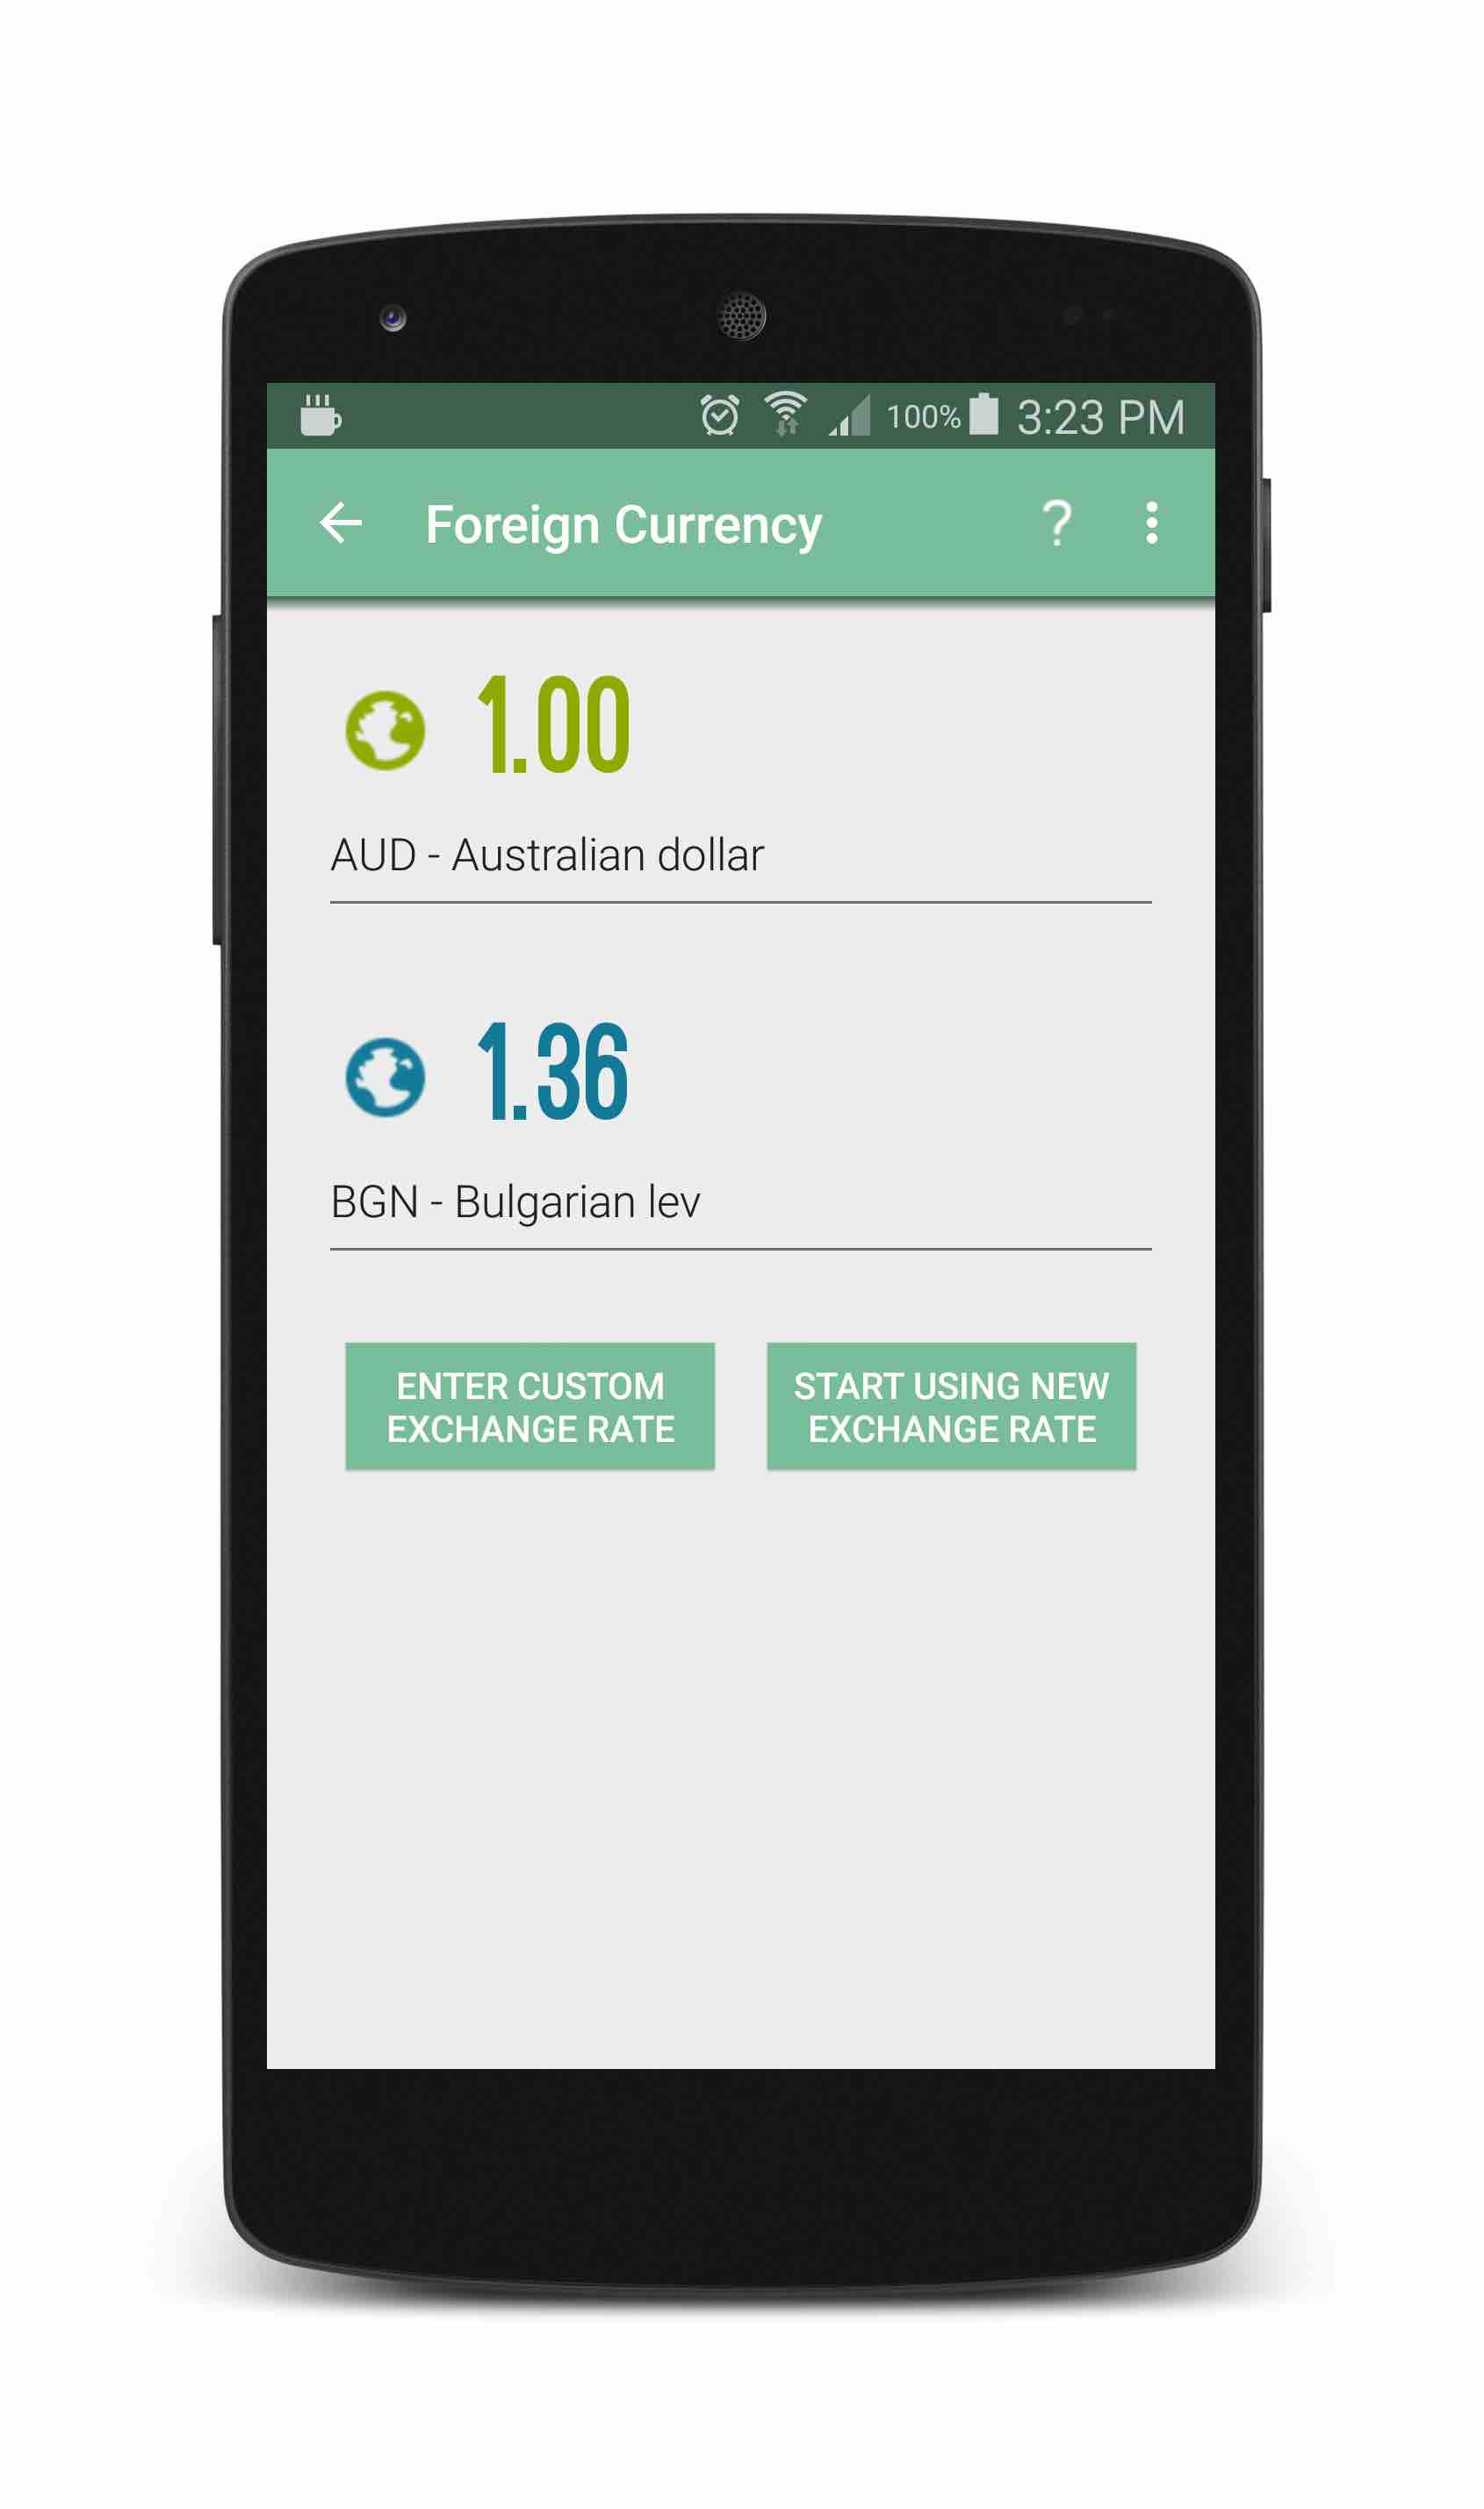 100% 3:23 PM
Foreign Currency ?
1.00
AUD - Australian dollar
1.36
BGN - Bulgarian lev
ENTER CUSTOM
EXCHANGE RATE
START USING NEW
EXCHANGE RATE